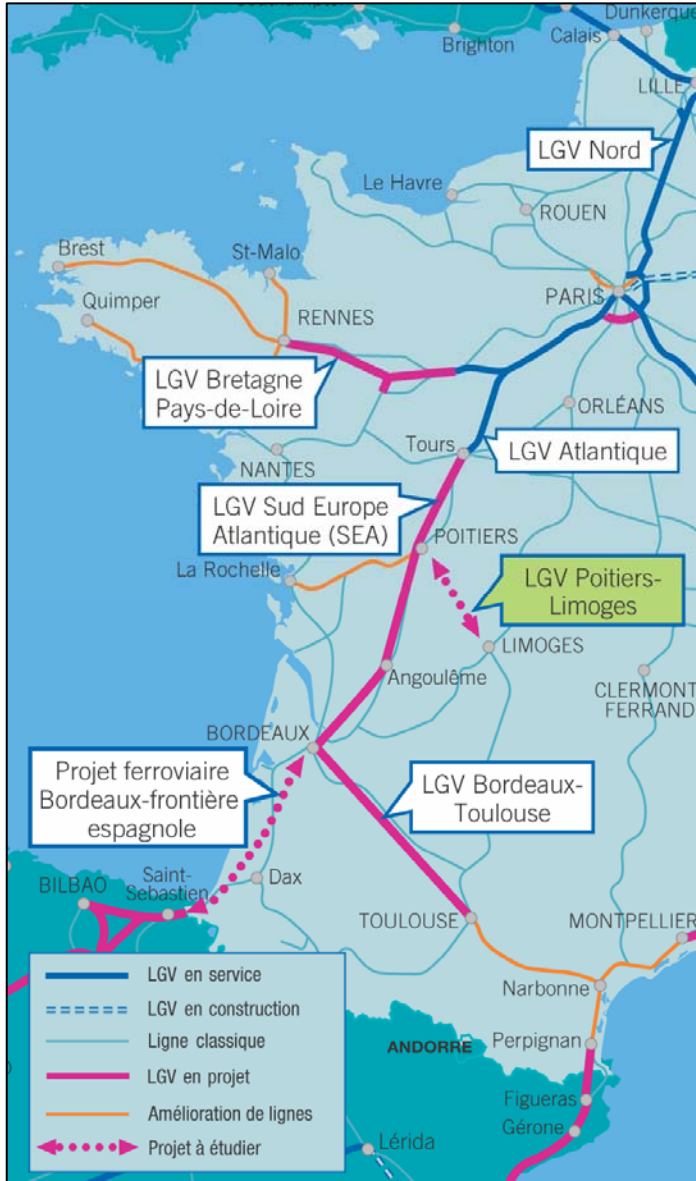 Brighton
Dunkerque
Calais
LILLE
LGV Nord
Le Havre
ROUEN
Brest
St-Malo
PARIS
Quimper
RENNES
LGV Bretagne
Pays-de-Loire
ORLÉANS
Tours
LGV Atlantique
NANTES
LGV Sud Europe
Atlantique (SEA)
POITIERS
La Rochelle
LGV Poitiers-
Limoges
LIMOGES
Angoulême
CLERMONT
FERRAND
BORDEAUX
Projet ferroviaire
Bordeaux-frontière
espagnole
LGV Bordeaux-
Toulouse
Dax
Saint-
Sebastien
BILBAO
TOULOUSE
MONTPELLIER
Narbonne
Perpignan
ANDORRE
Figueras
Gérone
Lérida
LGV en service
LGV en construction
Ligne classique
LGV en projet
Amélioration de lignes
Projet à étudier